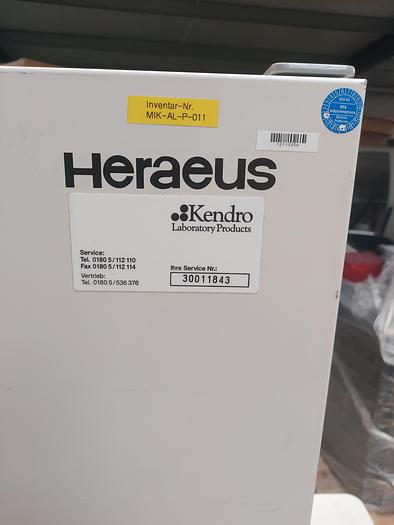 Inventar-Nr.
MIK-AL-P-011
Heraeus
Kendro
Laboratory Products
Service:
Tel. 0180 5/112 110
Fax 0180 5/112 114
Vertrieb:
Tel. 0180 5/536 376
Ihre Service Nr.:
30011843